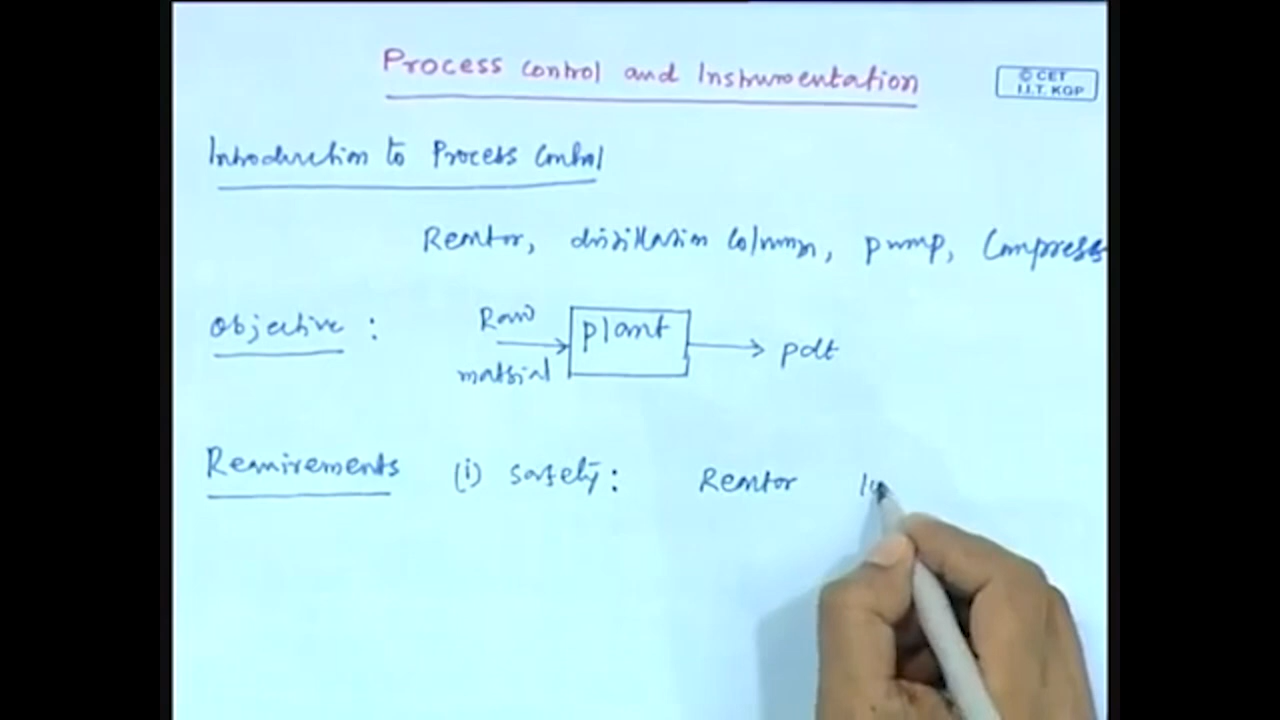 Process control and Instrumentation
© CET
I.I.T. KGP
Introduction to Process Control
Reactor, distillation column, pump, Compress
Objective :
Raw
material
plant
pdt
Requirements (i) Safety : Reactor